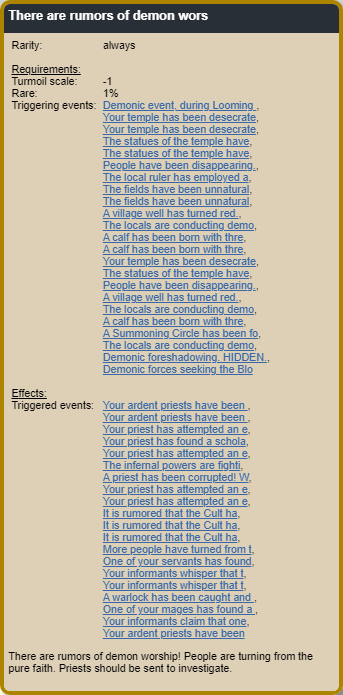 There are rumors of demon wors
Rarity: always
Requirements:
Turmoil scale: -1
Rare: 1%
Triggering events: Demonic event, during Looming ,
Your temple has been desecrate,
Your temple has been desecrate,
The statues of the temple have,
The statues of the temple have,
People have been disappearing.,
The local ruler has employed a,
The fields have been unnatural,
The fields have been unnatural,
A village well has turned red.,
The locals are conducting demo,
A calf has been born with thre,
A calf has been born with thre,
Your temple has been desecrate,
The statues of the temple have,
People have been disappearing.,
A village well has turned red.,
The locals are conducting demo,
A calf has been born with thre,
A Summoning Circle has been fo,
The locals are conducting demo,
Demonic foreshadowing, HIDDEN.,
Demonic forces seeking the Blo
Effects:
Triggered events: Your ardent priests have been ,
Your ardent priests have been ,
Your priest has attempted an e,
Your priest has found a schola,
Your priest has attempted an e,
The infernal powers are fighti,
A priest has been corrupted! W,
Your priest has attempted an e,
Your priest has attempted an e,
It is rumored that the Cult ha,
It is rumored that the Cult ha,
It is rumored that the Cult ha,
More people have turned from t,
One of your servants has found,
Your informants whisper that t,
Your informants whisper that t,
A warlock has been caught and ,
One of your mages has found a ,
Your informants claim that one,
Your ardent priests have been
There are rumors of demon worship! People are turning from the
pure faith. Priests should be sent to investigate.